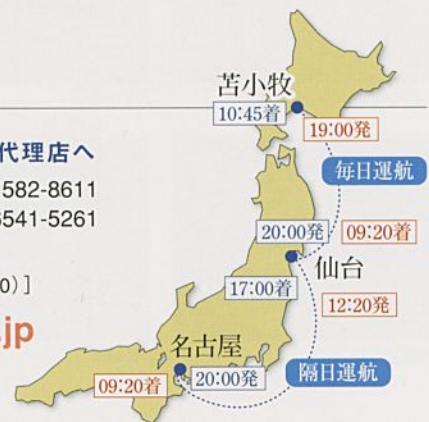 代理店へ
582-8611
6541-5261
0)]
.jp
苫小牧
10:45着
19:00発
毎日運航
20:00発
09:20着
仙台
17:00着
12:20発
名古屋
09:20着
20:00発
隔日運航